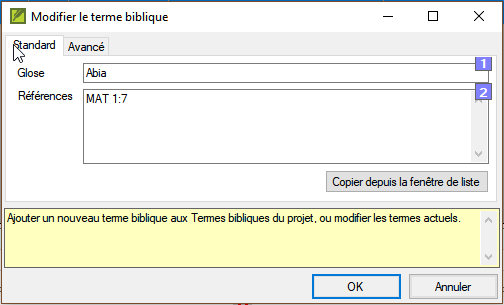 Modifier le terme biblique
Standard
Avancé
Glose
Abia
1
Références
MAT 1:7
2
Copier depuis la fenêtre de liste
Ajouter un nouveau terme biblique aux Termes bibliques du projet, ou modifier les termes actuels.
OK
Annuler